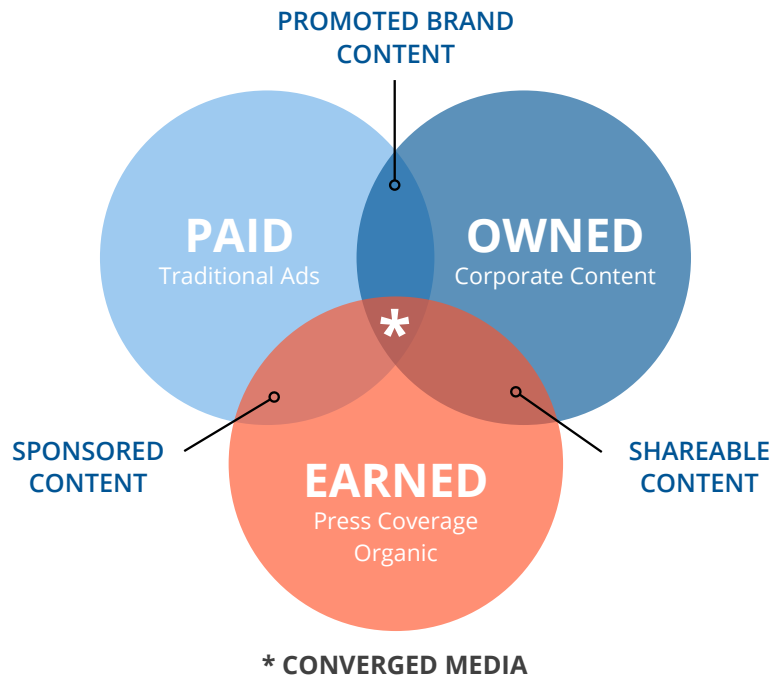 PROMOTED BRAND
CONTENT
PAID
Traditional Ads
OWNED
Corporate Content
*
SPONSORED
CONTENT
SHAREABLE
CONTENT
EARNED
Press Coverage
Organic
* CONVERGED MEDIA